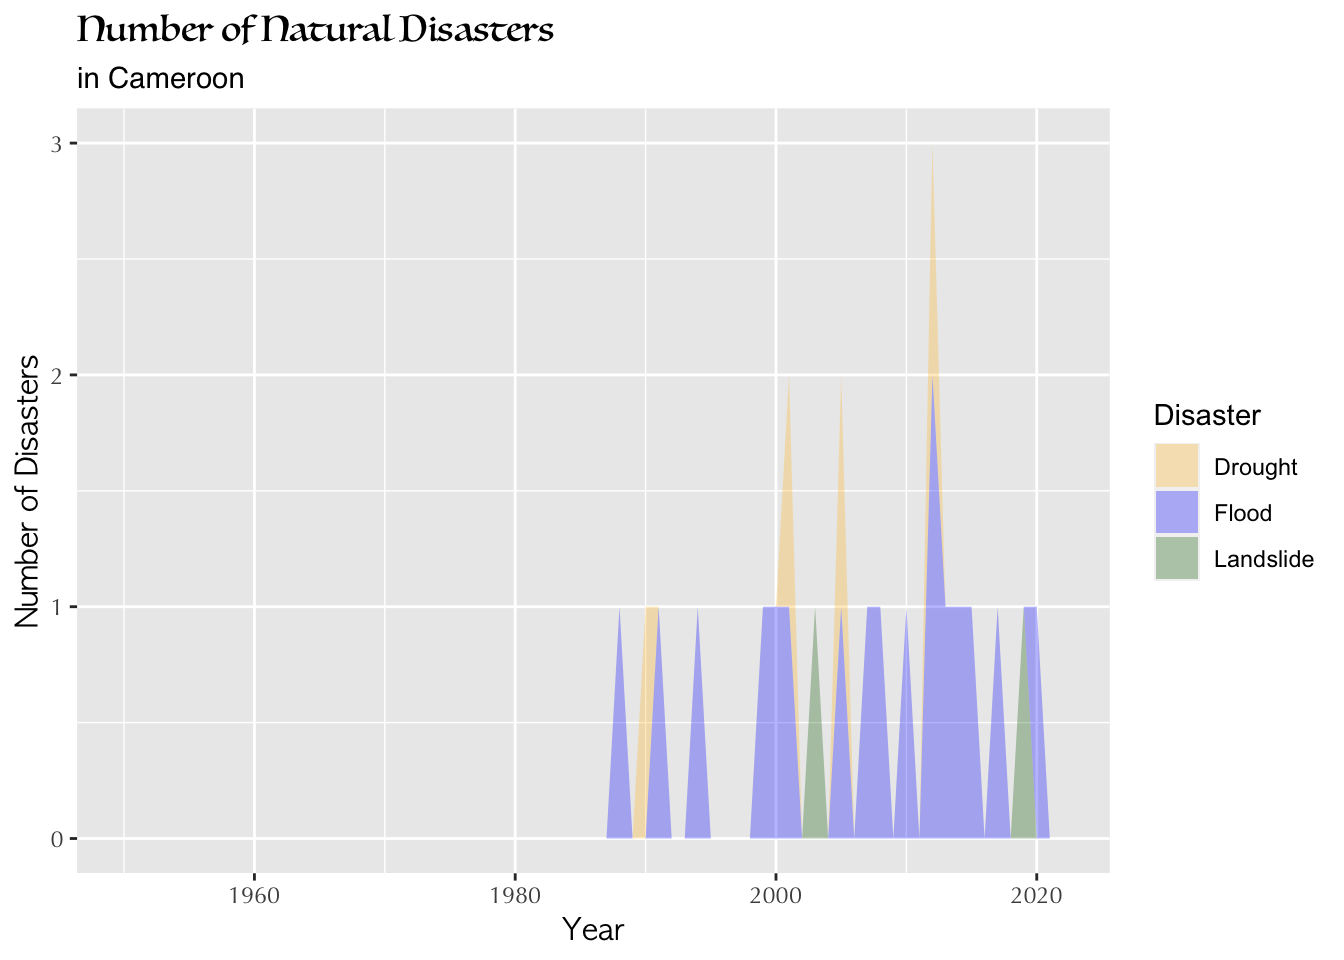 Number of Natural Disasters
in Cameroon
3
2
1
0
Number of Disasters
1960
1980
2000
2020
Year
Disaster
Drought
Flood
Landslide